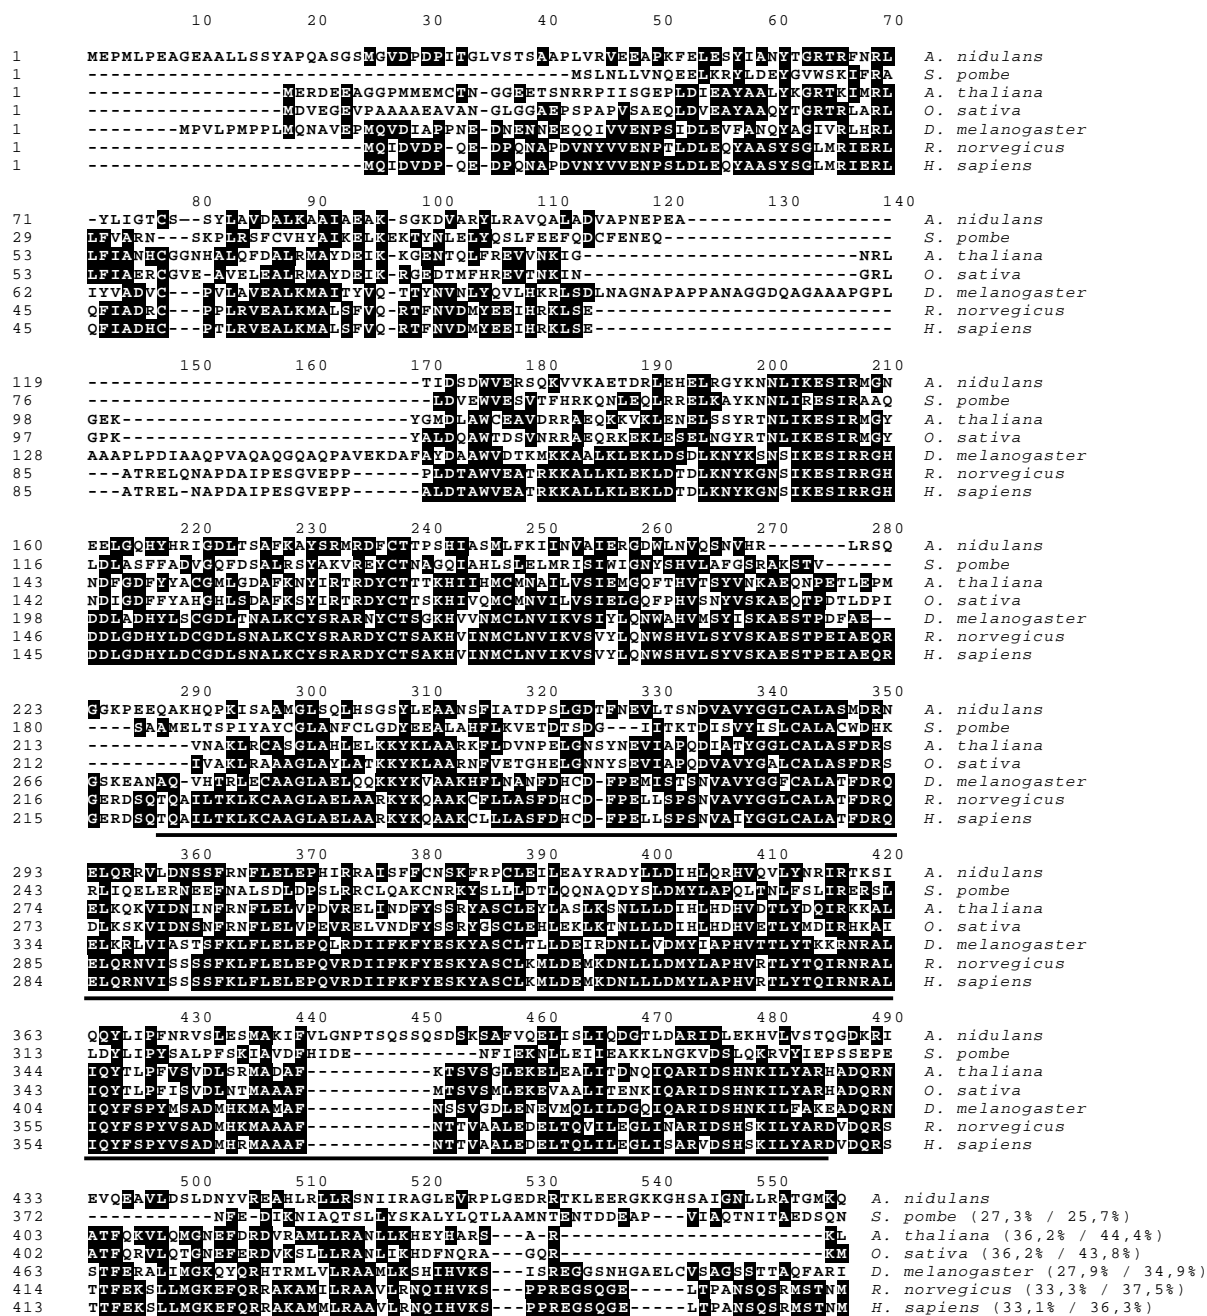 10 20 30 40 50 60 70
1 MEPMLPEAGEAALLSSYAPQASGSMGVDPDPITGLVSTSAAPLVRVEEAPKFELESYIANYTGRTRFNRL A. nidulans
1 ------------------------------------------MSLNLLVNQEELKRYLDEYGVWSKIFRA S. pombe
1 -----------------MERDEEAGGPMMEMCTN-GGEETSNRRPIISGEPLDIEAYAALYKGRTKIMRL A. thaliana
1 -----------------MDVEGEVPAAAAEAVAN-GLGGAEPSPAPVSAEQLDVEAYAAQYTGRTRLARL O. sativa
1 --------MPVLPMPPLMQNAVEPMQVDIAPPNE-DNENNEEQQIVVENPSIDLEVFANQYAGIVRLHRL D. melanogaster
1 ------------------------MQIDVDP-QE-DPQNAPDVNYVVENPTLDLEQYAASYSGLMRIERL R. norvegicus
1 ------------------------MQIDVDP-QE-DPQNAPDVNYVVENPSLDLEQYAASYSGLMRIERL H. sapiens
80 90 100 110 120 130 140
71 -YLIGTCS--SYLAVDALKAAIAEAK-SGKDVARYLRAVQALADVAPNEPEA------------------ A. nidulans
29 LFVARN---SKPLRSFCVHYAIKELKEKTYNLELYQSLFEEFQDCFENEQ-------------------- S. pombe
53 LFIANHCGGNHALQFDALRMAYDEIK-KGENTQLFREVVNKIG------------------------NRL A. thaliana
53 LFIAERCGVE-AVELEALRMAYDEIK-RGEDTMFHREVTNKIN------------------------GRL O. sativa
62 IYVADVC---PVLAVEALKMAITYVQ-TTYNVNLYQVLHKRLSDLNAGNAPAPPANAGGDQAGAAAPGPL D. melanogaster
45 QFIADRC---PPLRVEALKMALSFVQ-RTFNVDMYEEIHRKLSE-------------------------- R. norvegicus
45 QFIADHC---PTLRVEALKMALSFVQ-RTFNVDMYEEIHRKLSE-------------------------- H. sapiens
150 160 170 180 190 200 210
119 -----------------------------TIDSDWVERSQKVVKAETDRLEHELRGYKNNLIKESIRMGN A. nidulans
76 ------------------------------LDVEWVESVTFHRKQNLEQLRRELKAYKNNLIRESIRAAQ S. pombe
98 GEK-------------------------YGMDLAWCEAVDRRAEQKKVKLENELSSYRTNLIKESIRMGY A. thaliana
97 GPK-------------------------YALDQAWTDSVNRRAEQRKEKLESELNGYRTNLIKESIRMGY O. sativa
128 AAAPLPDIAAQPVAQAQGQAQPAVEKDAFAYDAAWVDTKMKKAALKLEKLDSDLKNYKSNSIKESIRRGH D. melanogaster
85 ---ATRELQNAPDAIPESGVEPP------PLDTAWVEATRKKALLKLEKLDTDLKNYKGNSIKESIRRGH R. norvegicus
85 ---ATREL-NAPDAIPESGVEPP------ALDTAWVEATRKKALLKLEKLDTDLKNYKGNSIKESIRRGH H. sapiens
220 230 240 250 260 270 280
160 EELGQHYHRIGDLTSAFKAYSRMRDFCTTPSHIASMLFKIINVAIERGDWLNVQSNVHR-------LRSQ A. nidulans
116 LDLASFFADVGQFDSALRSYAKVREYCTNAGQIAHLSLELMRISIWIGNYSHVLAFGSRAKSTV------ S. pombe
143 NDFGDFYYACGMLGDAFKNYIRTRDYCTTTKHIIHMCMNAILVSIEMGQFTHVTSYVNKAEQNPETLEPM A. thaliana
142 NDIGDFFYAHGHLSDAFKSYIRTRDYCTTSKHIVQMCMNVILVSIELGQFPHVSNYVSKAEQTPDTLDPI O. sativa
198 DDLADHYLSCGDLTNALKCYSRARNYCTSGKHVVNMCLNVIKVSIYLQNWAHVMSYISKAESTPDFAE-- D. melanogaster
146 DDLGDHYLDCGDLSNALKCYSRARDYCTSAKHVINMCLNVIKVSVYLQNWSHVLSYVSKAESTPEIAEQR R. norvegicus
145 DDLGDHYLDCGDLSNALKCYSRARDYCTSAKHVINMCLNVIKVSVYLQNWSHVLSYVSKAESTPEIAEQR H. sapiens
290 300 310 320 330 340 350
223 GGKPEEQAKHQPKISAAMGLSQLHSGSYLEAANSFIATDPSLGDTFNEVLTSNDVAVYGGLCALASMDRN A. nidulans
180 ----SAAMELTSPIYAYCGLANFCLGDYEEALAHFLKVETDTSDG---IITKTDISVYISLCALACWDHK S. pombe
213 ---------VNAKLRCASGLAHLELKKYKLAARKFLDVNPELGNSYNEVIAPQDIATYGGLCALASFDRS A. thaliana
212 ---------IVAKLRAAAGLAYLATKKYKLAARNFVETGHELGNNYSEVIAPQDVAVYGALCALASFDRS O. sativa
266 GSKEANAQ-VHTRLECAAGLAELQQKKYKVAAKHFLNANFDHCD-FPEMISTSNVAVYGGFCALATFDRQ D. melanogaster
216 GERDSQTQAILTKLKCAAGLAELAARKYKQAAKCFLLASFDHCD-FPELLSPSNVAVYGGLCALATFDRQ R. norvegicus
215 GERDSQTQAILTKLKCAAGLAELAARKYKQAAKCLLLASFDHCD-FPELLSPSNVAIYGGLCALATFDRQ H. sapiens
360 370 380 390 400 410 420
293 ELQRRVLDNSSFRNFLELEPHIRRAISFFCNSKFRPCLEILEAYRADYLLDIHLQRHVQVLYNRIRTKSI A. nidulans
243 RLIQELERNEEFNALSDLDPSLRRCLQAKCNRKYSLLLDTLQQNAQDYSLDMYLAPQLTNLFSLIRERSL S. pombe
274 ELKQKVIDNINFRNFLELVPDVRELINDFYSSRYASCLEYLASLKSNLLLDIHLHDHVDTLYDQIRKKAL A. thaliana
273 DLKSKVIDNSNFRNFLELVPEVRELVNDFYSSRYGSCLEHLEKLKTNLLLDIHLHDHVETLYMDIRHKAI O. sativa
334 ELKRLVIASTSFKLFLELEPQLRDIIFKFYESKYASCLTLLDEIRDNLLVDMYIAPHVTTLYTKKRNRAL D. melanogaster
285 ELQRNVISSSSFKLFLELEPQVRDIIFKFYESKYASCLKMLDEMKDNLLLDMYLAPHVRTLYTQIRNRAL R. norvegicus
284 ELQRNVISSSSFKLFLELEPQVRDIIFKFYESKYASCLKMLDEMKDNLLLDMYLAPHVRTLYTQIRNRAL H. sapiens
430 440 450 460 470 480 490
363 QQYLIPFNRVSLESMAKIFVLGNPTSQSSQSDSKSAFVQELISLIQDGTLDARIDLEKHVLVSTQGDKRI A. nidulans
313 LDYLIPYSALPFSKIAVDFHIDE-----------NFIEKNLLEIIEAKKLNGKVDSLQKRVYIEPSSEPE S. pombe
344 IQYTLPFVSVDLSRMADAF-----------KTSVSGLEKELEALITDNQIQARIDSHNKILYARHADQRN A. thaliana
343 IQYTLPFISVDLNTMAAAF-----------MTSVSMLEKEVAALITENKIQARIDSHNKILYARHADQRN O. sativa
404 IQYFSPYMSADMHKMAMAF-----------NSSVGDLENEVMQLILDGQIQARIDSHNKILFAKEADQRN D. melanogaster
355 IQYFSPYVSADMHKMAAAF-----------NTTVAALEDELTQVILEGLINARIDSHSKILYARDVDQRS R. norvegicus
354 IQYFSPYVSADMHRMAAAF-----------NTTVAALEDELTQLILEGLISARVDSHSKILYARDVDQRS H. sapiens
500 510 520 530 540 550
433 EVQEAVLDSLDNYVREAHLRLLRSNIIRAGLEVRPLGEDRRTKLEERGKKGHSAIGNLLRATGMKQ A. nidulans
372 -----------NFE-DIKNIAQTSLLYSKALYLQTLAAMNTENTDDEAP---VIAQTNITAEDSQN S. pombe (27,3% / 25,7%)
403 ATFQKVLQMGNEFDRDVRAMLLRANLLKHEYHARS---A-R-----------------------KL A. thaliana (36,2% / 44,4%)
402 ATFQRVLQTGNEFERDVKSLLLRANLIKHDFNQRA---GQR-----------------------KM O. sativa (36,2% / 43,8%)
463 STFERALIMGKQYQRHTRMLVLRAAMLKSHIHVKS---ISREGGSNHGAELCVSAGSSTTAQFARI D. melanogaster (27,9% / 34,9%)
414 TTFEKSLLMGKEFQRRAKAMILRAAVLRNQIHVKS---PPREGSQGE----LTPANSQSRMSTNM R. norvegicus (33,3% / 37,5%)
413 TTFEKSLLMGKEFQRRAKAMMLRAAVLRNQIHVKS---PPREGSQGE----LTPANSQSRMSTNM H. sapiens (33,1% / 36,3%)